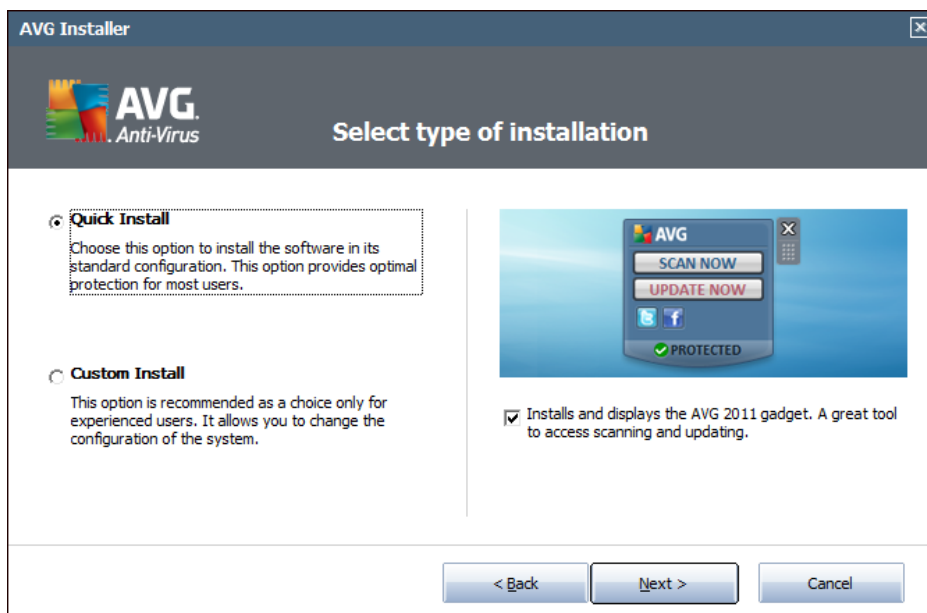 AVG Installer
AVG.
Anti-Virus
Select type of installation
Quick Install
Choose this option to install the software in its
standard configuration. This option provides optimal
protection for most users.
Custom Install
This option is recommended as a choice only for
experienced users. It allows you to change the
configuration of the system.
AVG
SCAN NOW
UPDATE NOW
PROTECTED
Installs and displays the AVG 2011 gadget. A great tool
to access scanning and updating.
< Back
Next >
Cancel